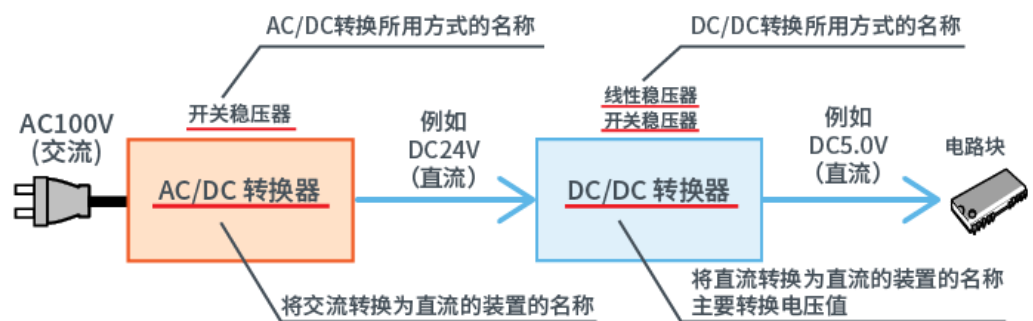 AC/DC转换所用方式的名称
DC/DC转换所用方式的名称
开关稳压器
线性稳压器
开关稳压器
AC100V
(交流)
例如
DC24V
（直流）
例如
DC5.0V
（直流）
电路块
AC/DC 转换器
DC/DC 转换器
将交流转换为直流的装置的名称
将直流转换为直流的装置的名称
主要转换电压值